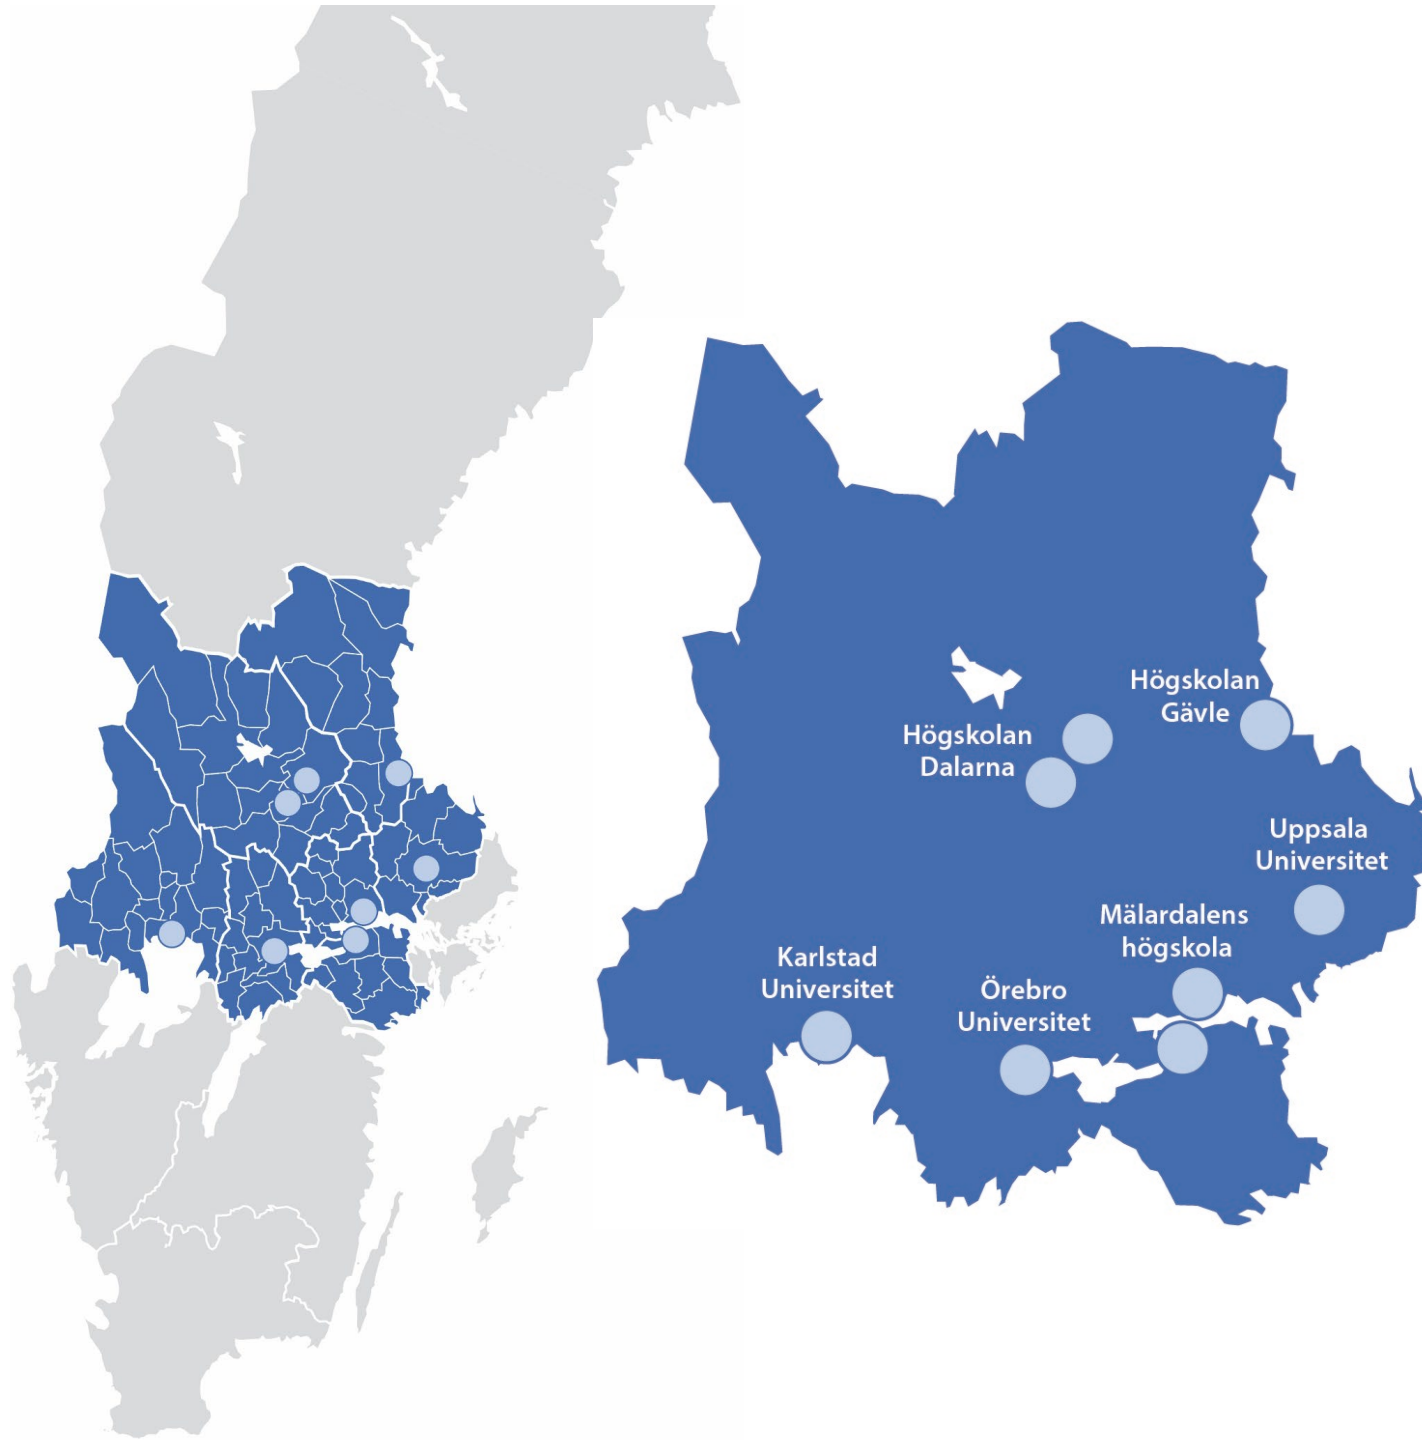 Högskolan
Gävle
Högskolan
Dalarna
Uppsala
Universitet
Mälardalens
högskola
Karlstad
Universitet
Örebro
Universitet